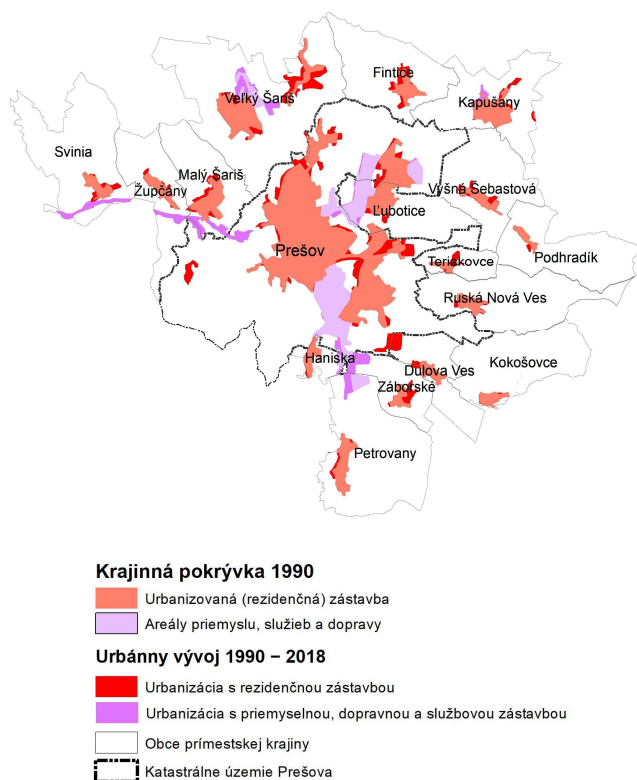 Fintice
Veľký Šariš
Kapušany
Svinia
Malý Šariš
Župčany
Vyšná Šebastová
Ľubotice
Prešov
Podhradík
Teriakovce
Ruská Nová Ves
Haniska
Kokošovce
Dulova Ves
Záborské
Petrovany
Krajinná pokrývka 1990
Urbanizovaná (rezidenčná) zástavba
Areály priemyslu, služieb a dopravy
Urbánny vývoj 1990 – 2018
Urbanizácia s rezidenčnou zástavbou
Urbanizácia s priemyselnou, dopravnou a službovou zástavbou
Obce prímestskej krajiny
Katastrálne územie Prešova